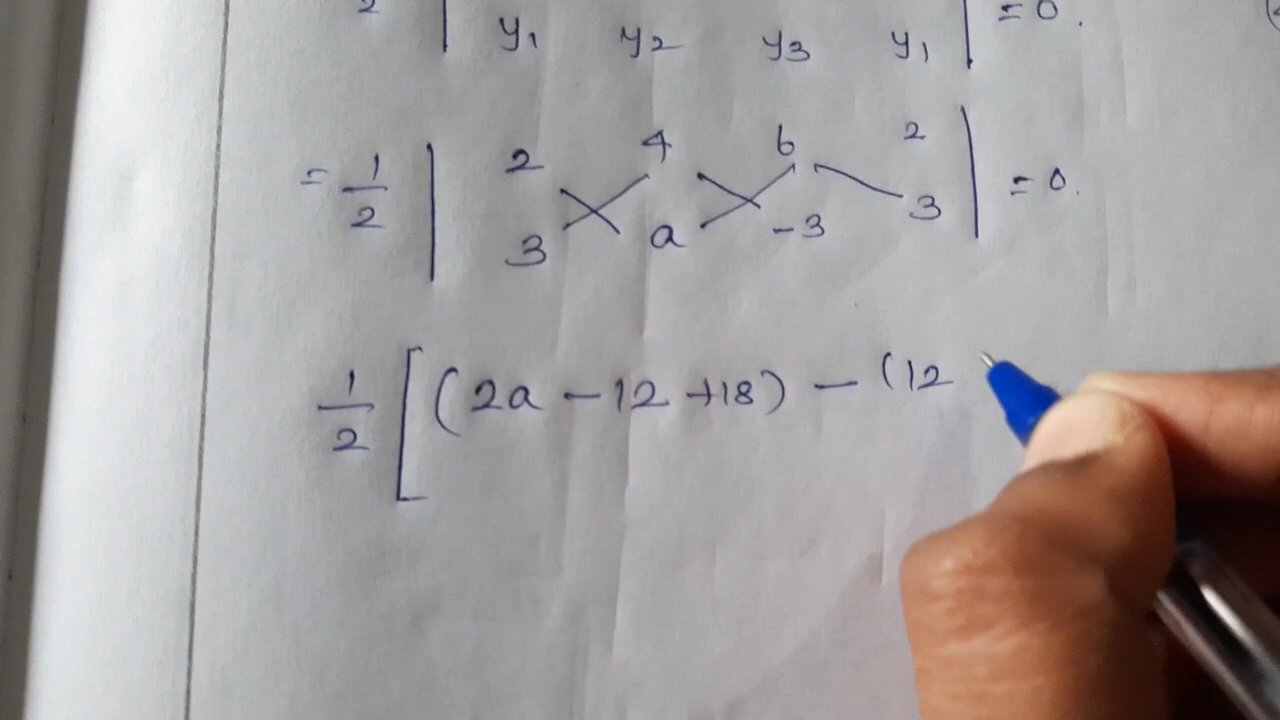 2 | y1 y2 y3 y1 | = 0.
= 1/2 | 2 4 6 2 | = 0.
3 a -3 3
1/2 [ (2a - 12 + 18) - (12